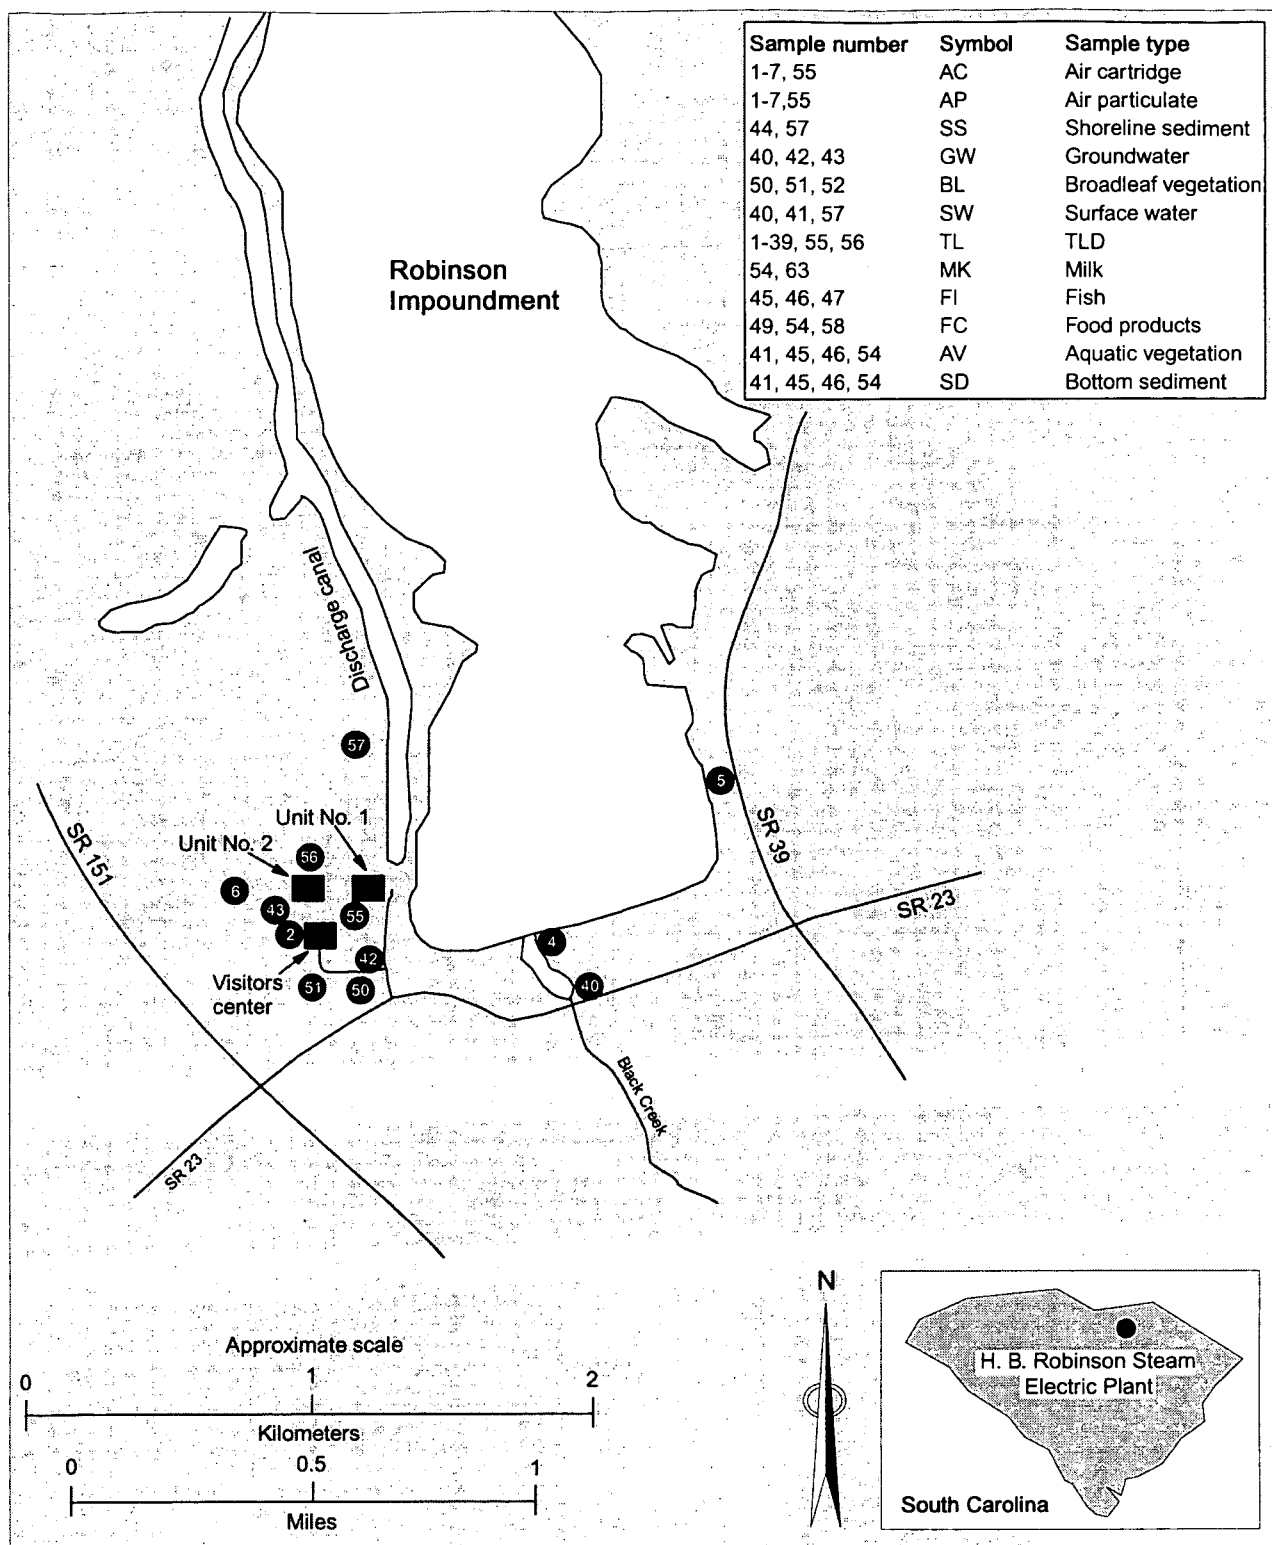 Sample number Symbol Sample type
1-7, 55 AC Air cartridge
1-7,55 AP Air particulate
44, 57 SS Shoreline sediment
40, 42, 43 GW Groundwater
50, 51, 52 BL Broadleaf vegetation
40, 41, 57 SW Surface water
1-39, 55, 56 TL TLD
54, 63 MK Milk
45, 46, 47 FI Fish
49, 54, 58 FC Food products
41, 45, 46, 54 AV Aquatic vegetation
41, 45, 46, 54 SD Bottom sediment
Robinson
Impoundment
Discharge canal
57
5
SR 151
Unit No. 1
Unit No. 2
SR 39
56
6
43
55
2
SR 23
4
42
Visitors
center
51
50
40
Black Creek
SR 23
N
Approximate scale
0 1 2
Kilometers
0 0.5 1
Miles
H. B. Robinson Steam
Electric Plant
South Carolina